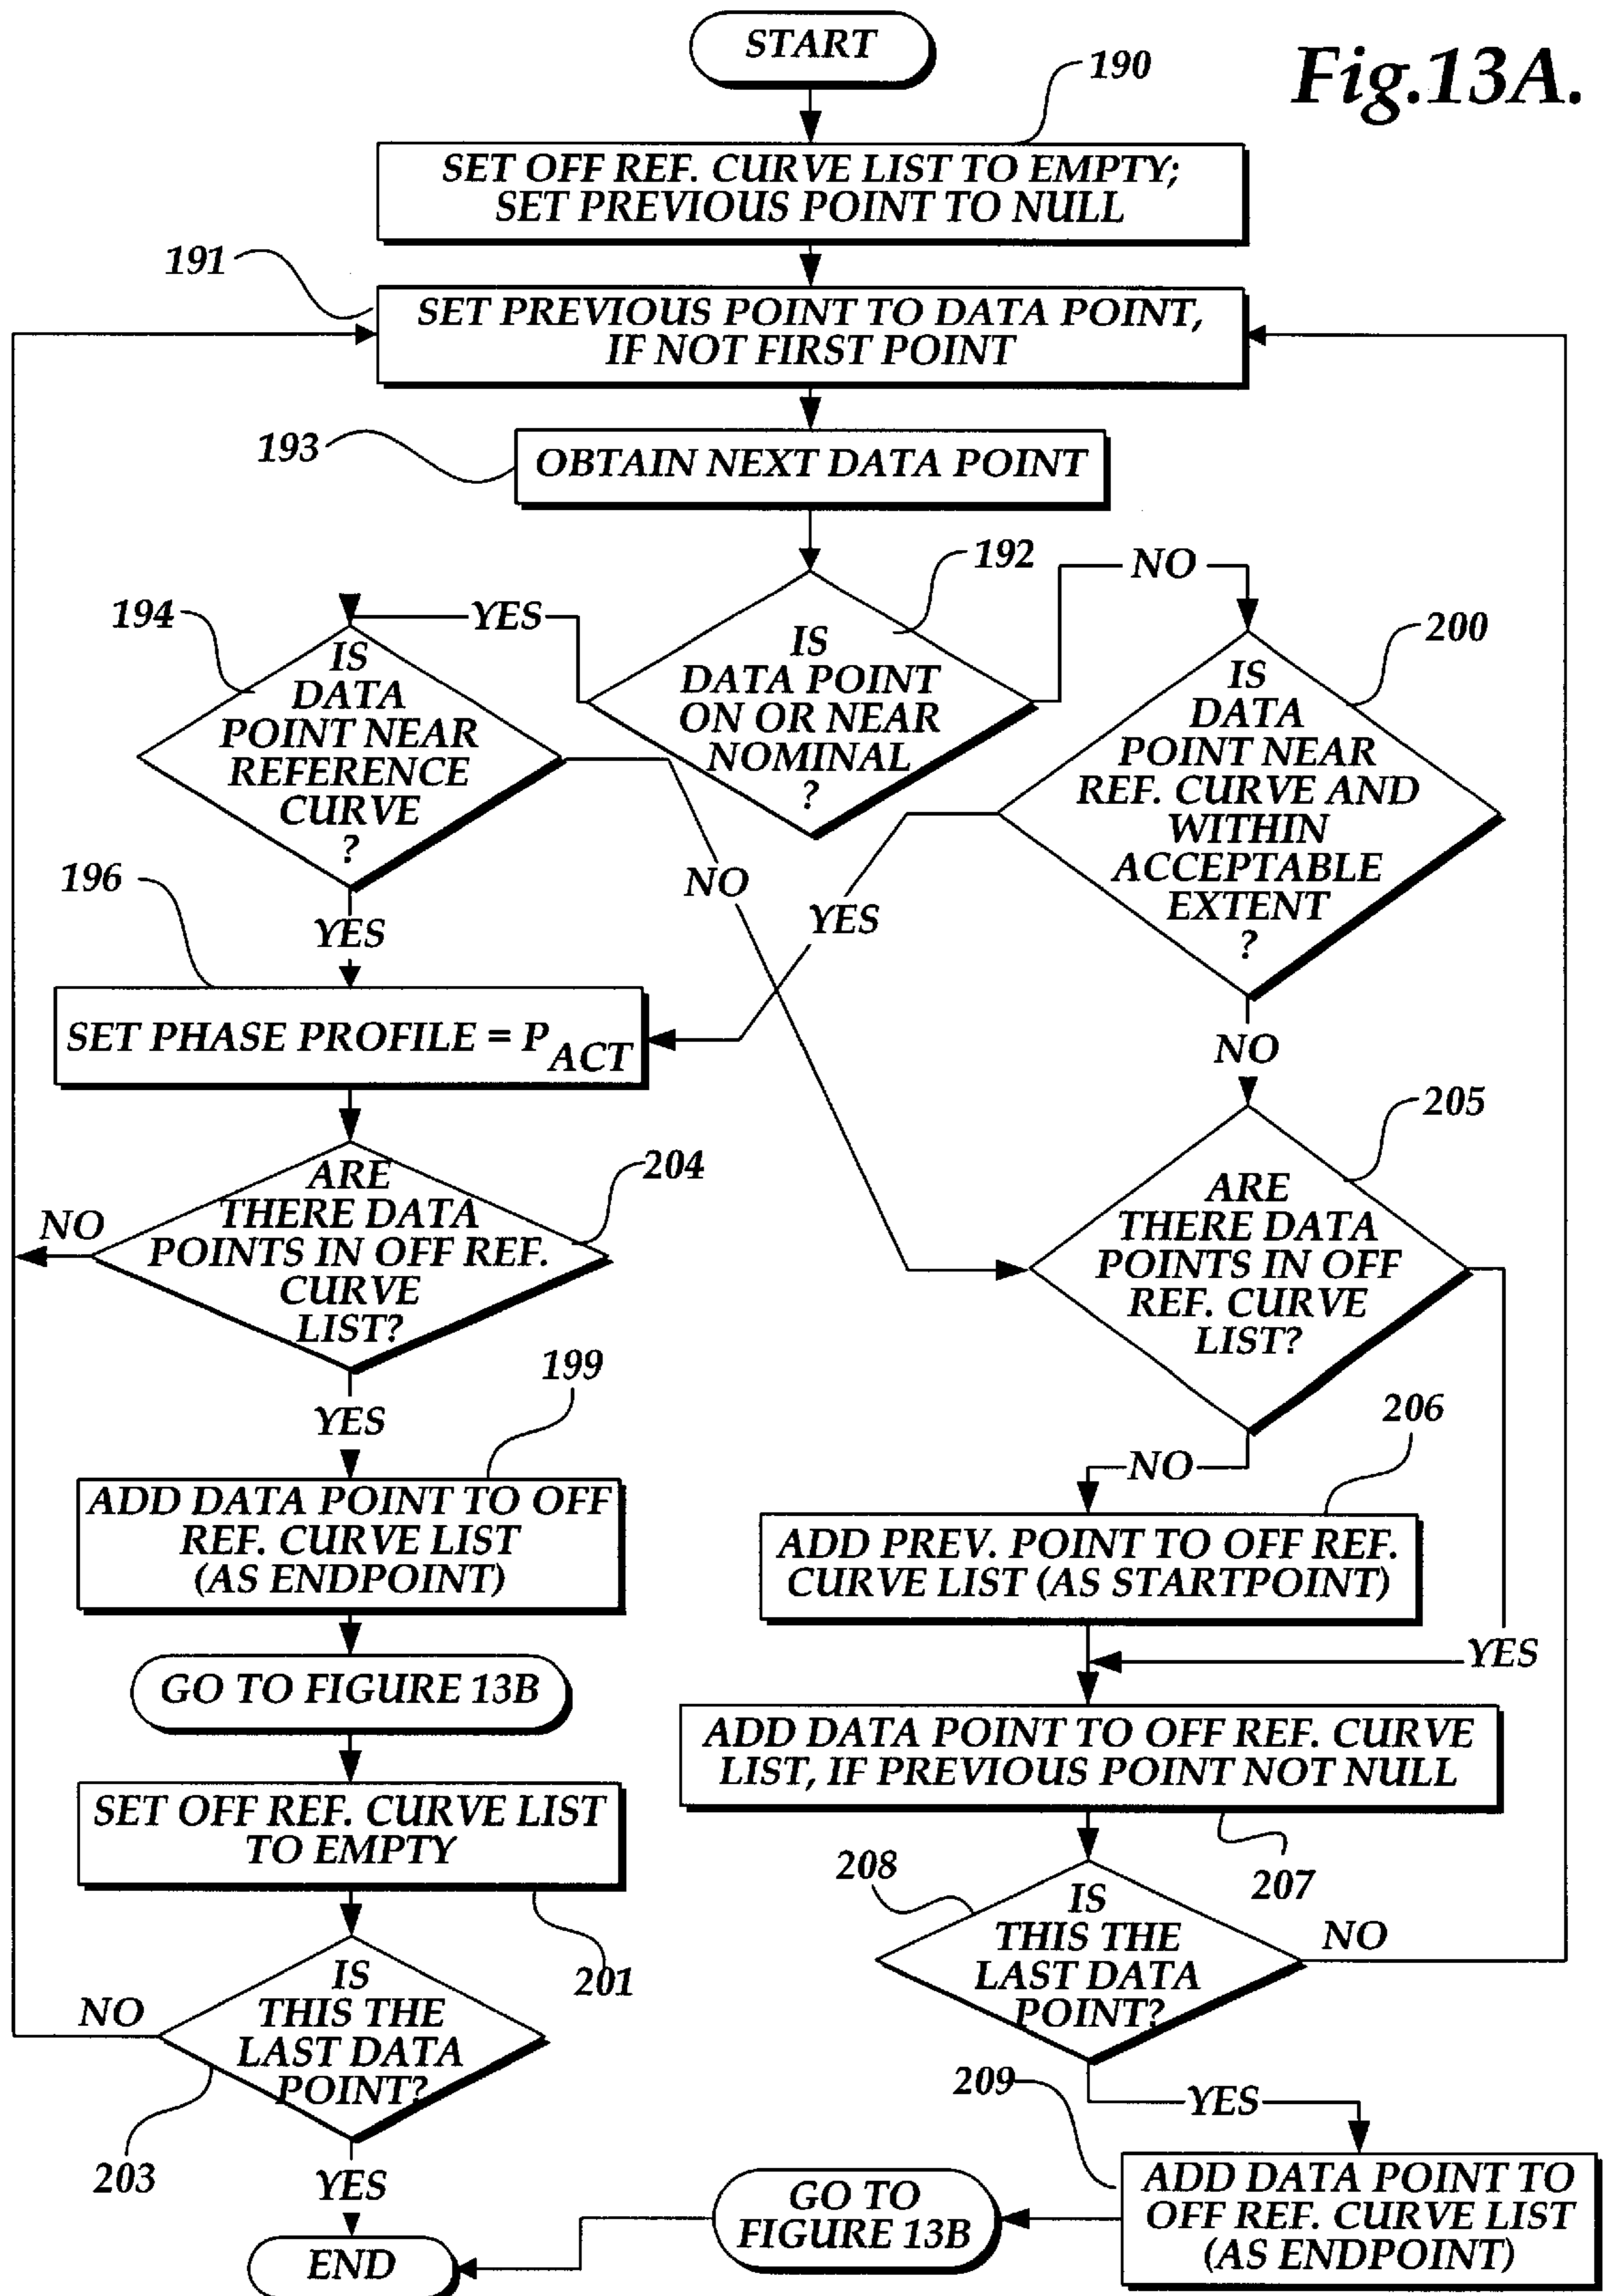 START
Fig.13A.
190
SET OFF REF. CURVE LIST TO EMPTY;
SET PREVIOUS POINT TO NULL
191
SET PREVIOUS POINT TO DATA POINT,
IF NOT FIRST POINT
193
OBTAIN NEXT DATA POINT
192
NO
194
YES
200
IS
DATA POINT
ON OR NEAR
NOMINAL
?
IS
DATA
POINT NEAR
REFERENCE
CURVE
?
IS
DATA
POINT NEAR
REF. CURVE AND
WITHIN
ACCEPTABLE
EXTENT
?
196
NO
YES
YES
SET PHASE PROFILE = P ACT
NO
205
204
ARE
THERE DATA
POINTS IN OFF REF.
CURVE
LIST?
NO
ARE
THERE DATA
POINTS IN OFF
REF. CURVE
LIST?
199
YES
206
NO
ADD DATA POINT TO OFF
REF. CURVE LIST
(AS ENDPOINT)
ADD PREV. POINT TO OFF REF.
CURVE LIST (AS STARTPOINT)
YES
GO TO FIGURE 13B
ADD DATA POINT TO OFF REF. CURVE
LIST, IF PREVIOUS POINT NOT NULL
SET OFF REF. CURVE LIST
TO EMPTY
208
207
201
IS
THIS THE
LAST DATA
POINT?
NO
IS
THIS THE
LAST DATA
POINT?
NO
203
YES
209
YES
ADD DATA POINT TO
OFF REF. CURVE LIST
(AS ENDPOINT)
GO TO
FIGURE 13B
END